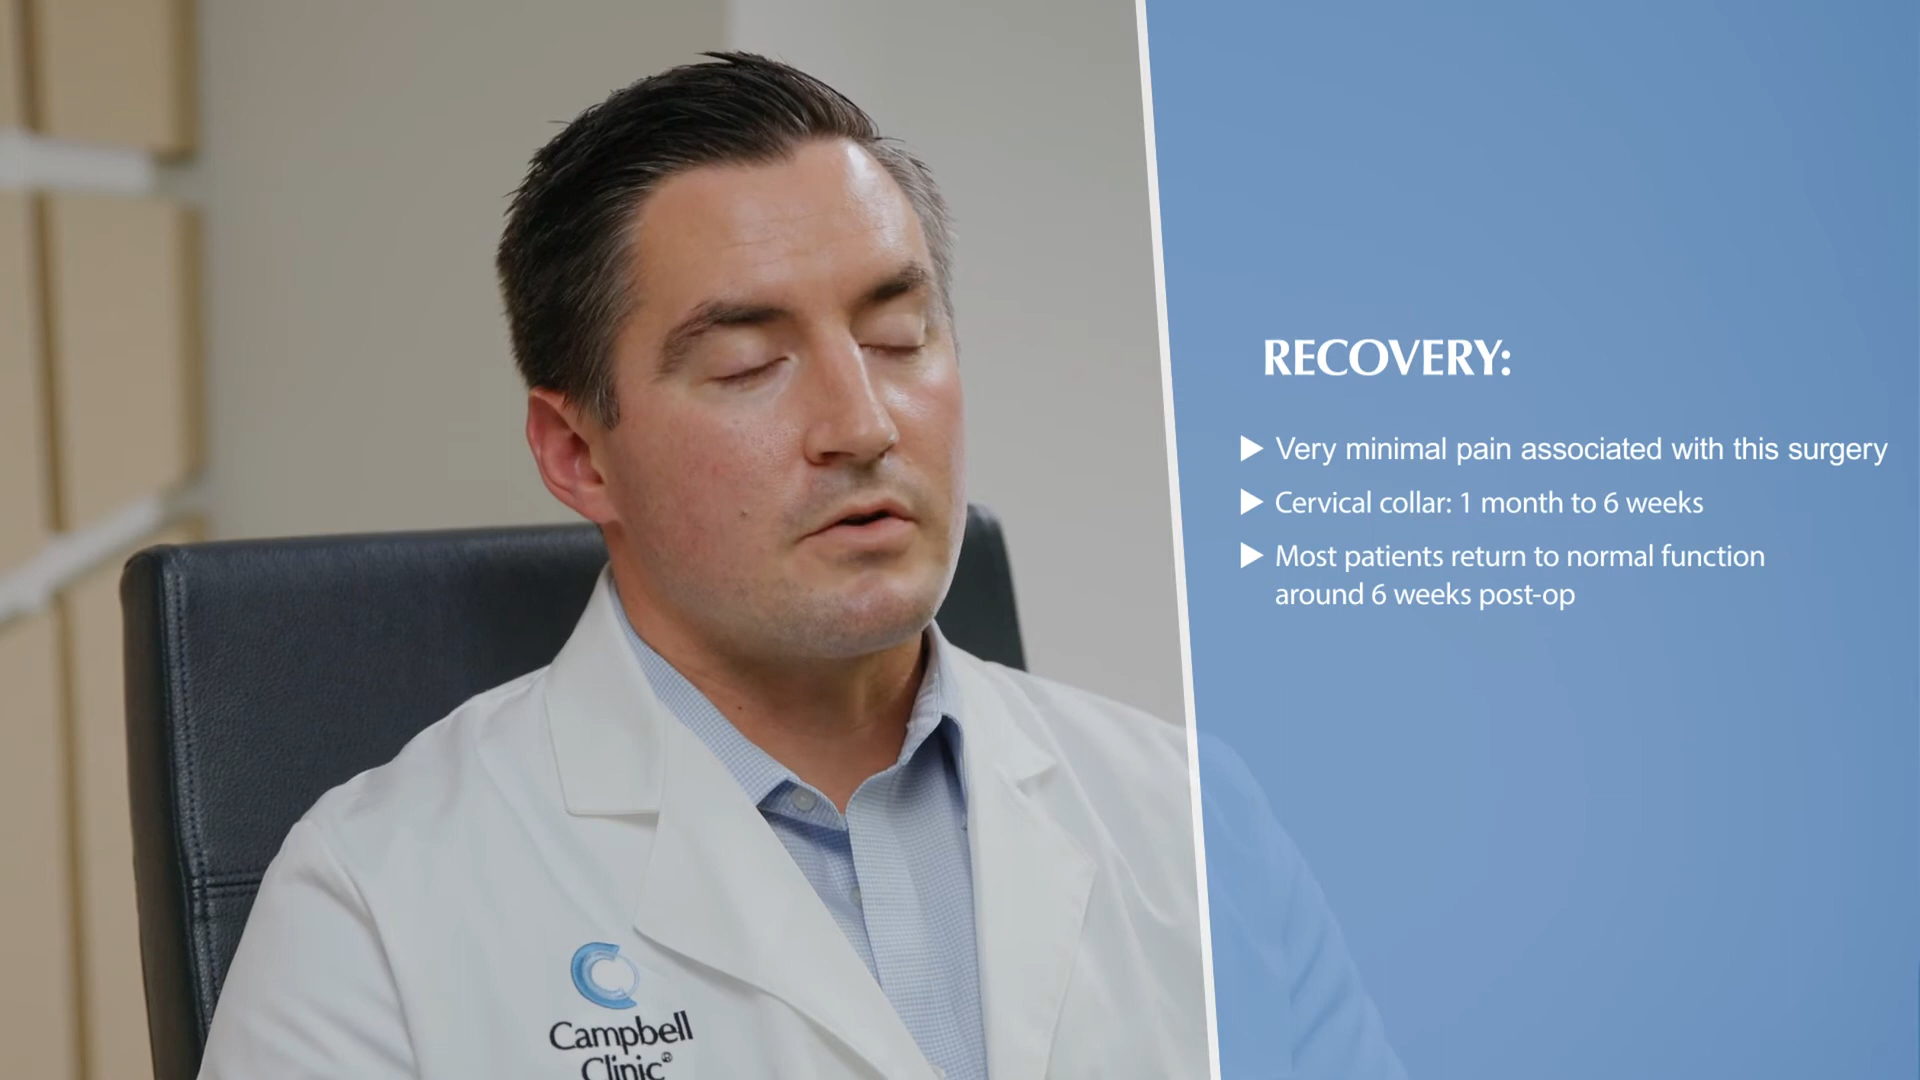 RECOVERY:
▶ Very minimal pain associated with this surgery
▶ Cervical collar: 1 month to 6 weeks
▶ Most patients return to normal function
around 6 weeks post-op
Campbell
Clinic®